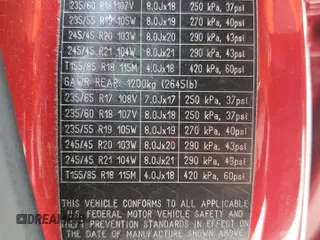 235/60 R18 107V 8.0Jx18 250 kPa, 37psi
235/55 R19 105W 8.0Jx19 270 kPa, 40psi
245/45 R20 103W 8.0Jx20 290 kPa, 43psi
245/45 R21 104W 8.0Jx21 290 kPa, 43psi
T155/85 R18 115M 4.0Jx18 420 kPa, 60psi
GAWR REAR: 1200kg (2645lb)
235/65 R17 108V 7.0Jx17 250 kPa, 37psi
235/60 R18 107V 8.0Jx18 250 kPa, 37psi
235/55 R19 105W 8.0Jx19 270 kPa, 40psi
245/45 R20 103W 8.0Jx20 290 kPa, 43psi
245/45 R21 104W 8.0Jx21 290 kPa, 43psi
T155/85 R18 115M 4.0Jx18 420 kPa, 60psi
THIS VEHICLE CONFORMS TO ALL APPLICABLE
U.S. FEDERAL MOTOR VEHICLE SAFETY AND
THEFT PREVENTION STANDARDS IN EFFECT ON
THE DATE OF MANUFACTURE SHOWN ABOVE.